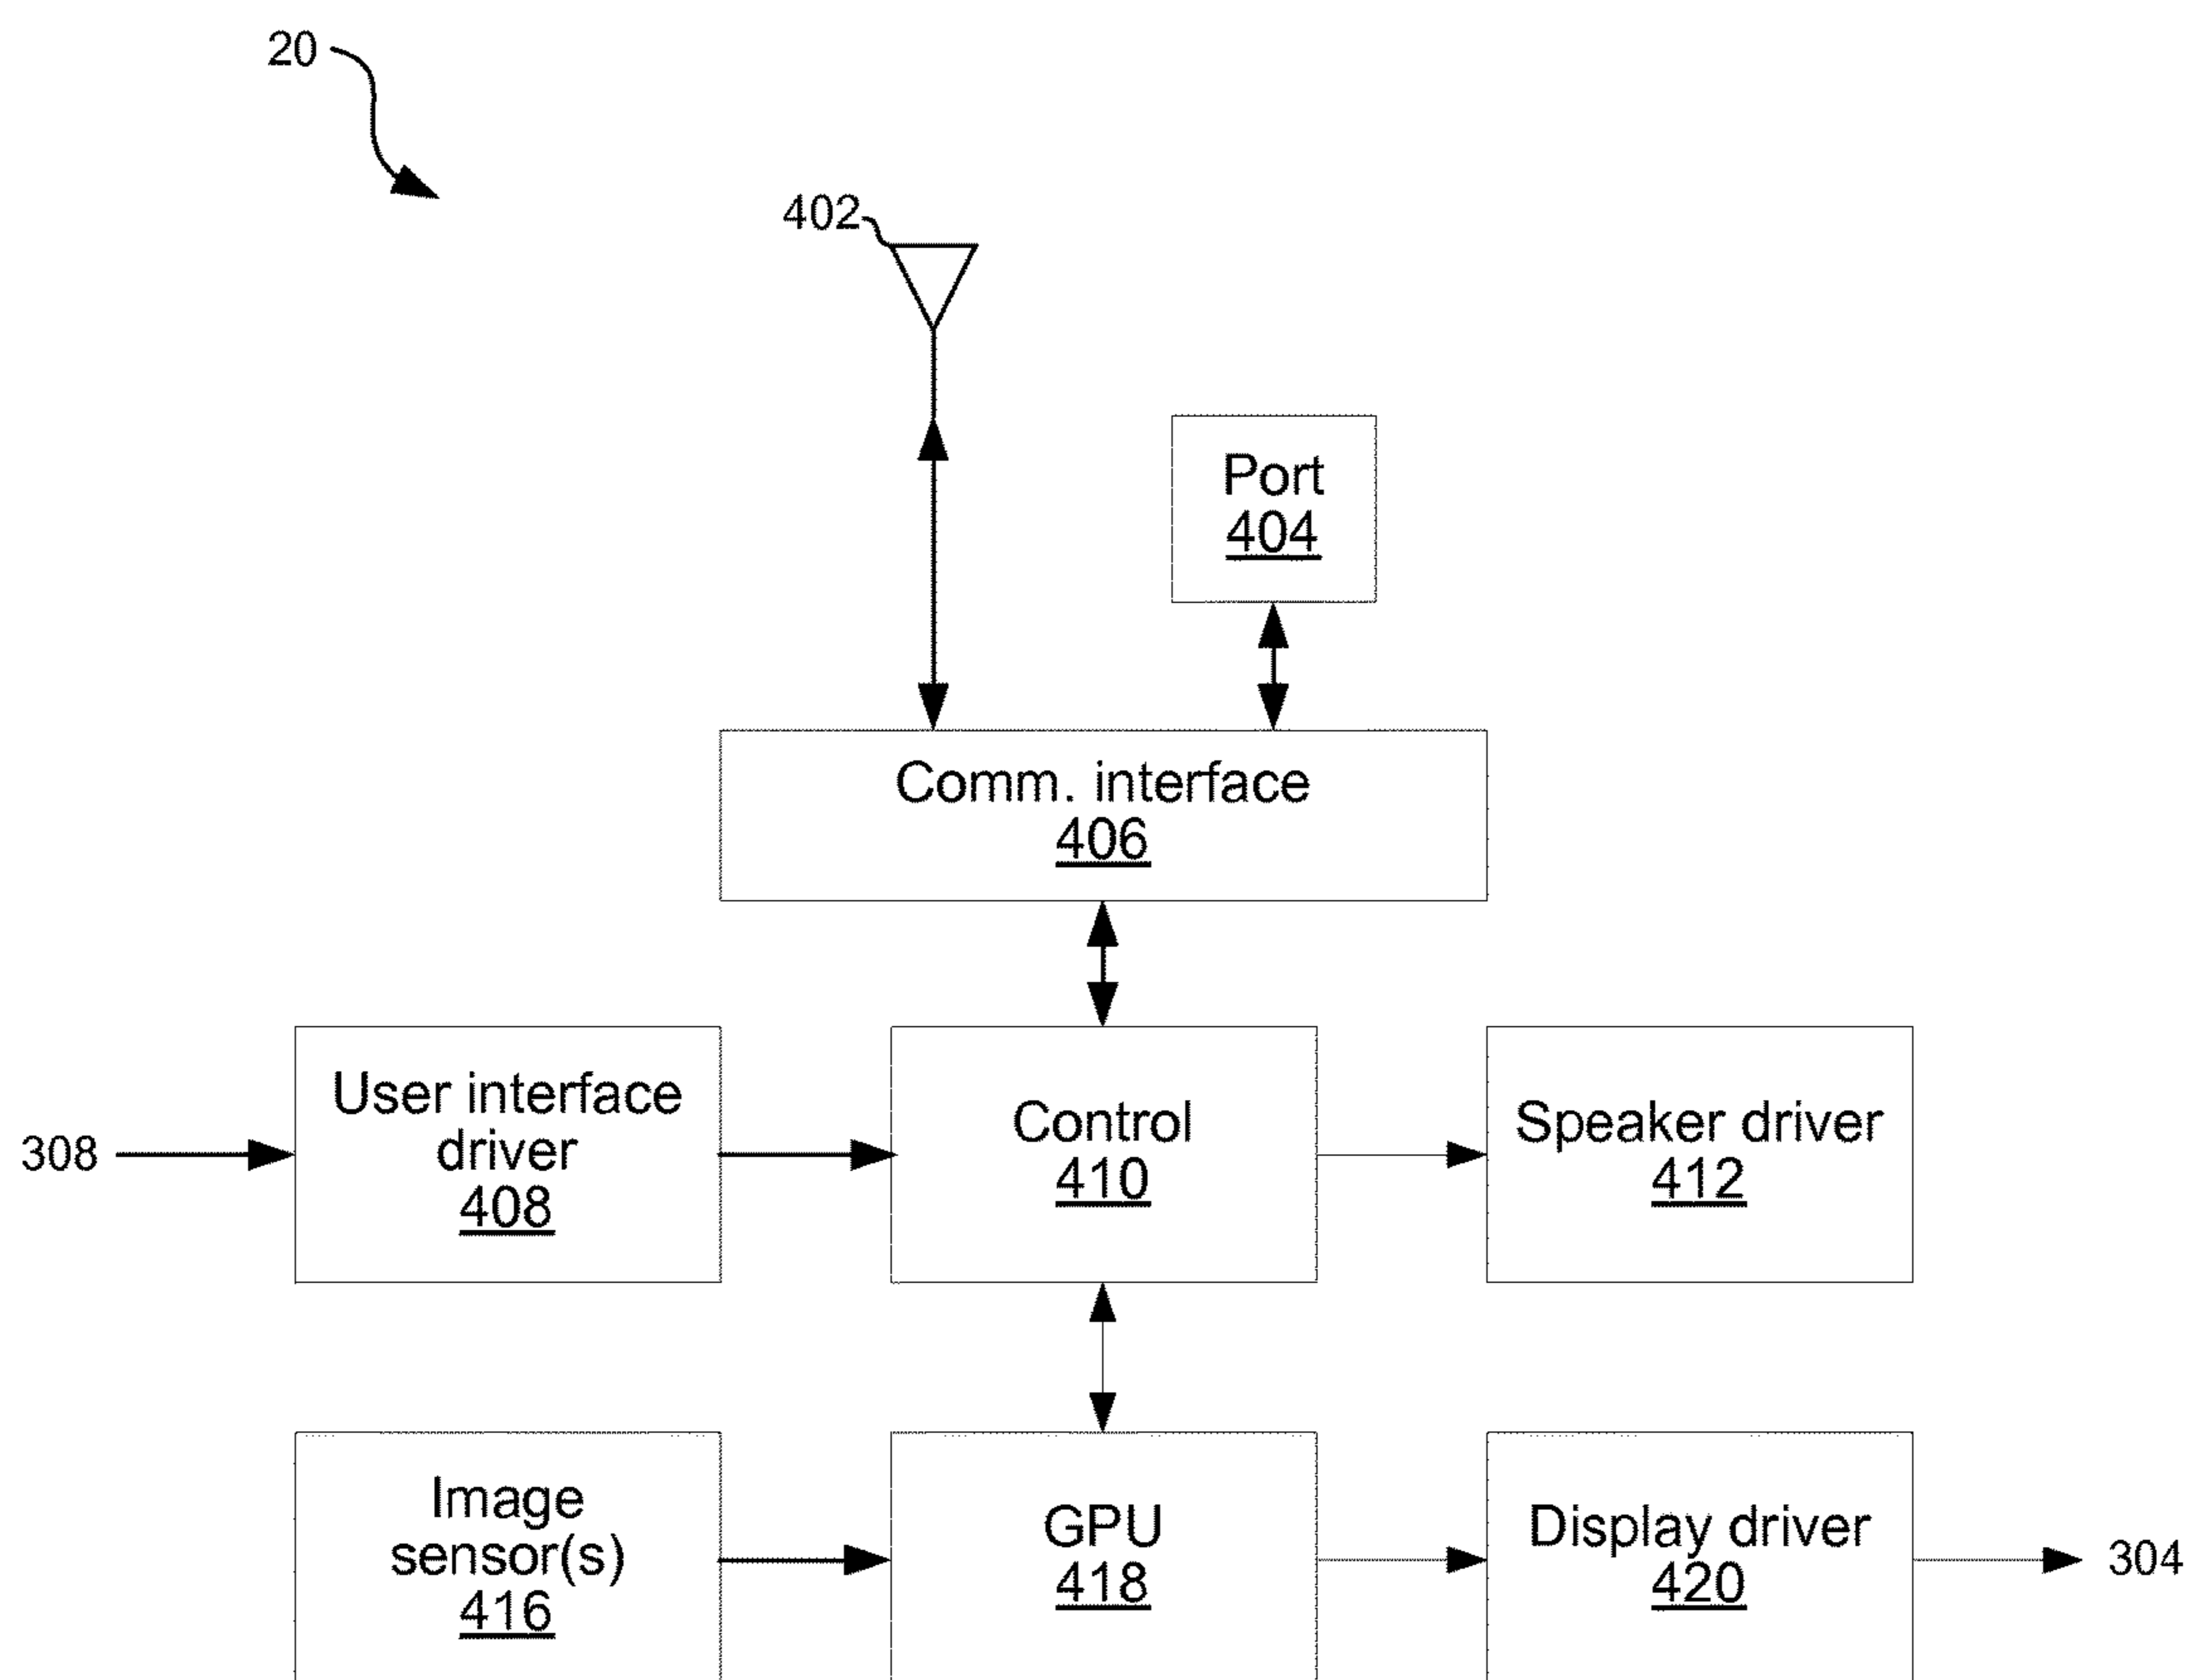 20
402
Port
404
Comm. interface
406
308
User interface
driver
408
Control
410
Speaker driver
412
Image
sensor(s)
416
GPU
418
Display driver
420
304